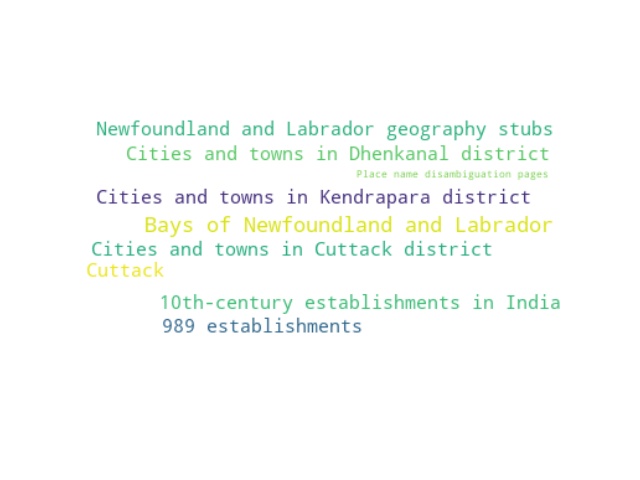 Newfoundland and Labrador geography stubs
Cities and towns in Dhenkanal district
Place name disambiguation pages
Cities and towns in Kendrapara district
Bays of Newfoundland and Labrador
Cities and towns in Cuttack district
Cuttack
10th-century establishments in India
989 establishments